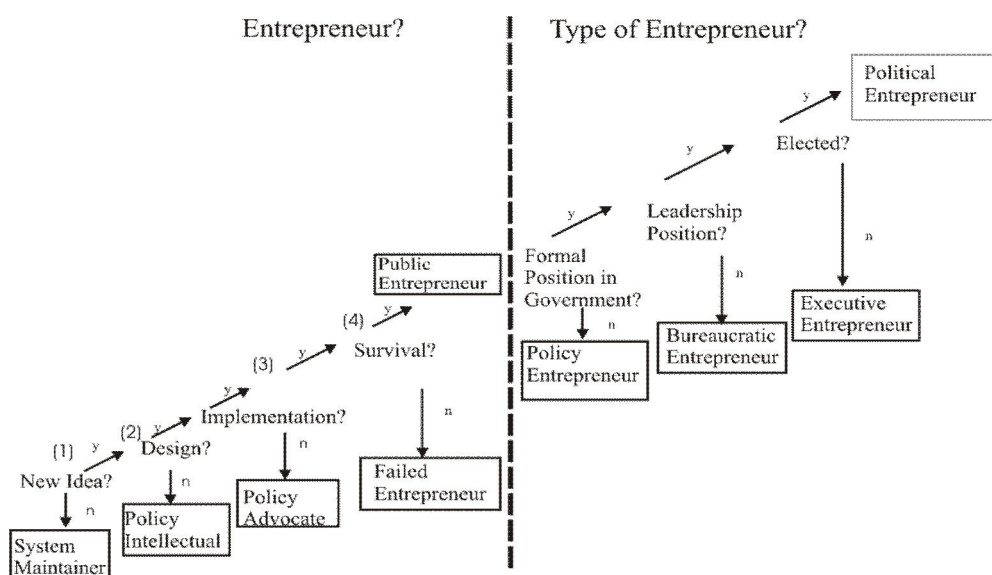 Entrepreneur?
Public
Entrepreneur
(4)
y
Survival?
(3)
y
n
y
Implementation?
(2)
y
Design?
(1)
y
New Idea?
n
n
n
Failed
Entrepreneur
Policy
Advocate
Policy
Intellectual
System
Maintainer
Type of Entrepreneur?
Political
Entrepreneur
y
Elected?
y
Leadership
Position?
y
n
Formal
Position in
Government?
n
n
Executive
Entrepreneur
Bureaucratic
Entrepreneur
Policy
Entrepreneur